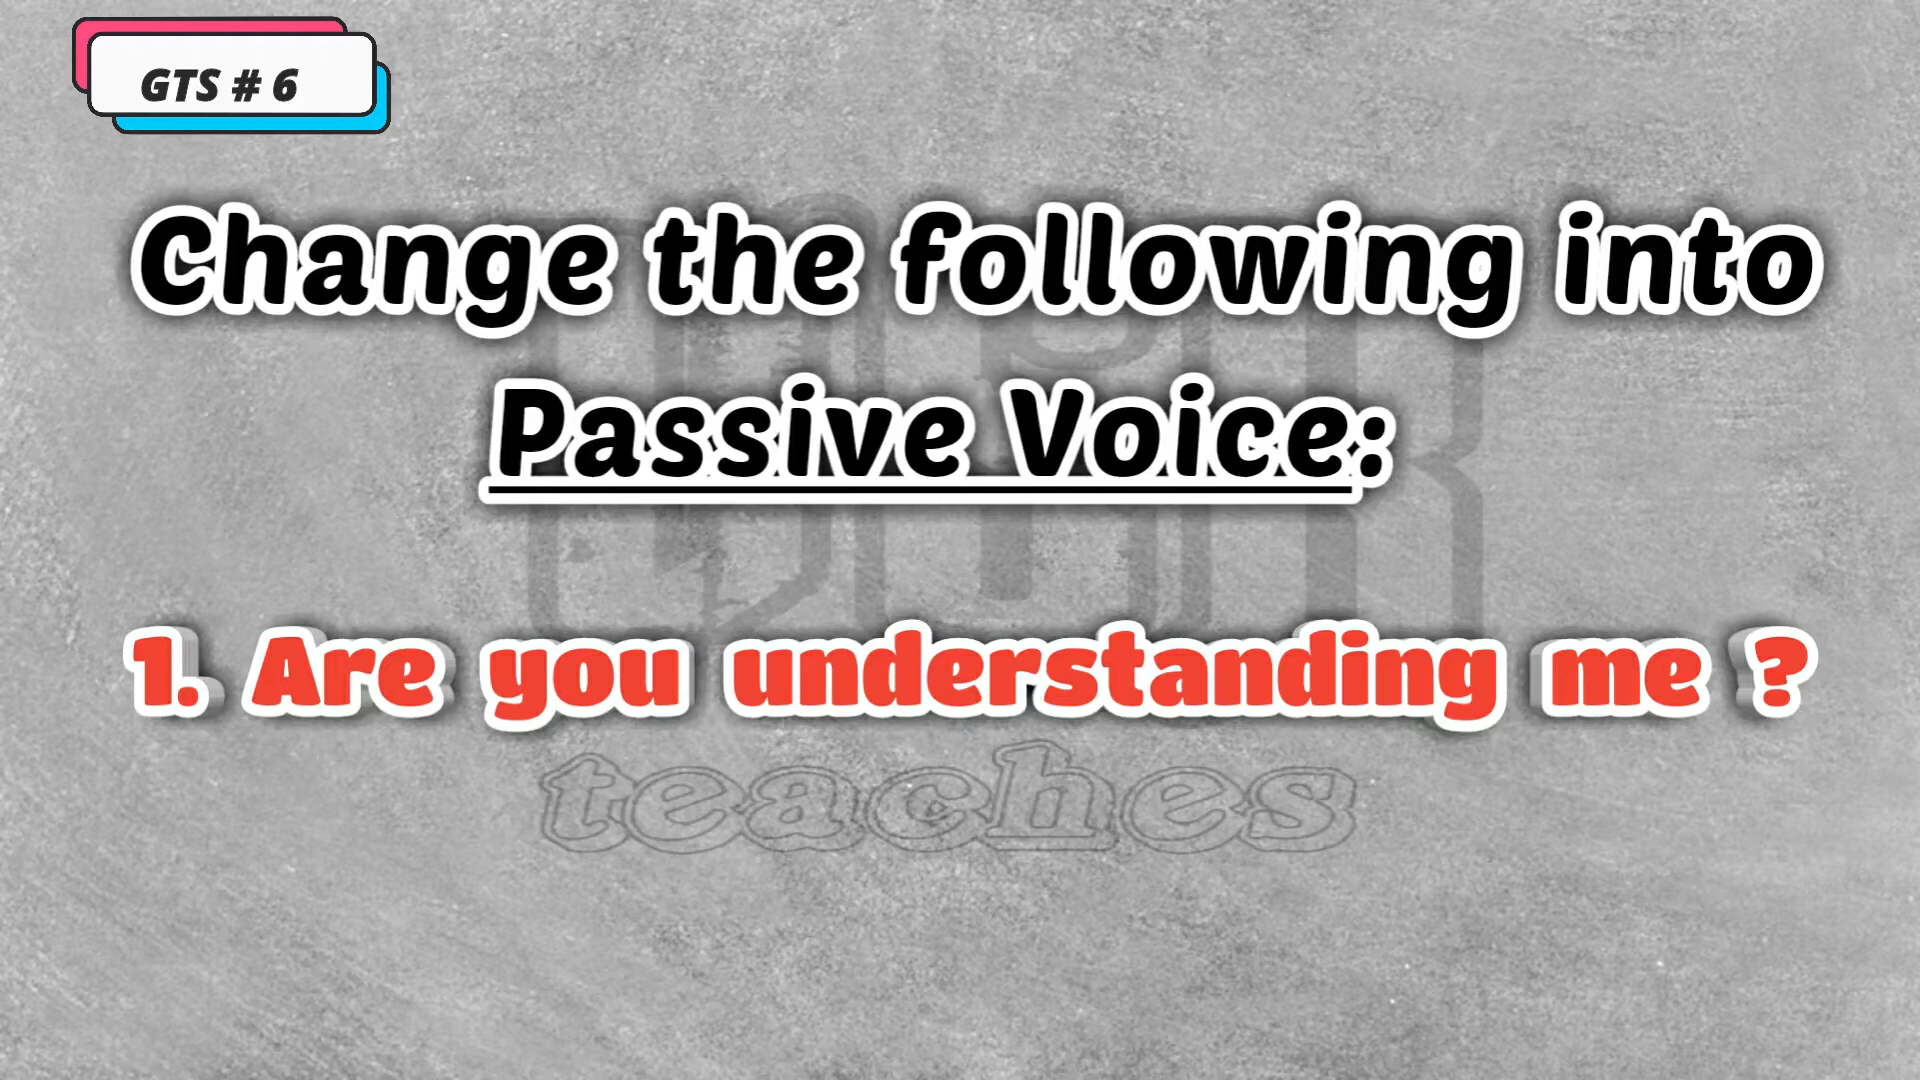 GTS # 6
Change the following into
Passive Voice:
1. Are you understanding me ?
teaches